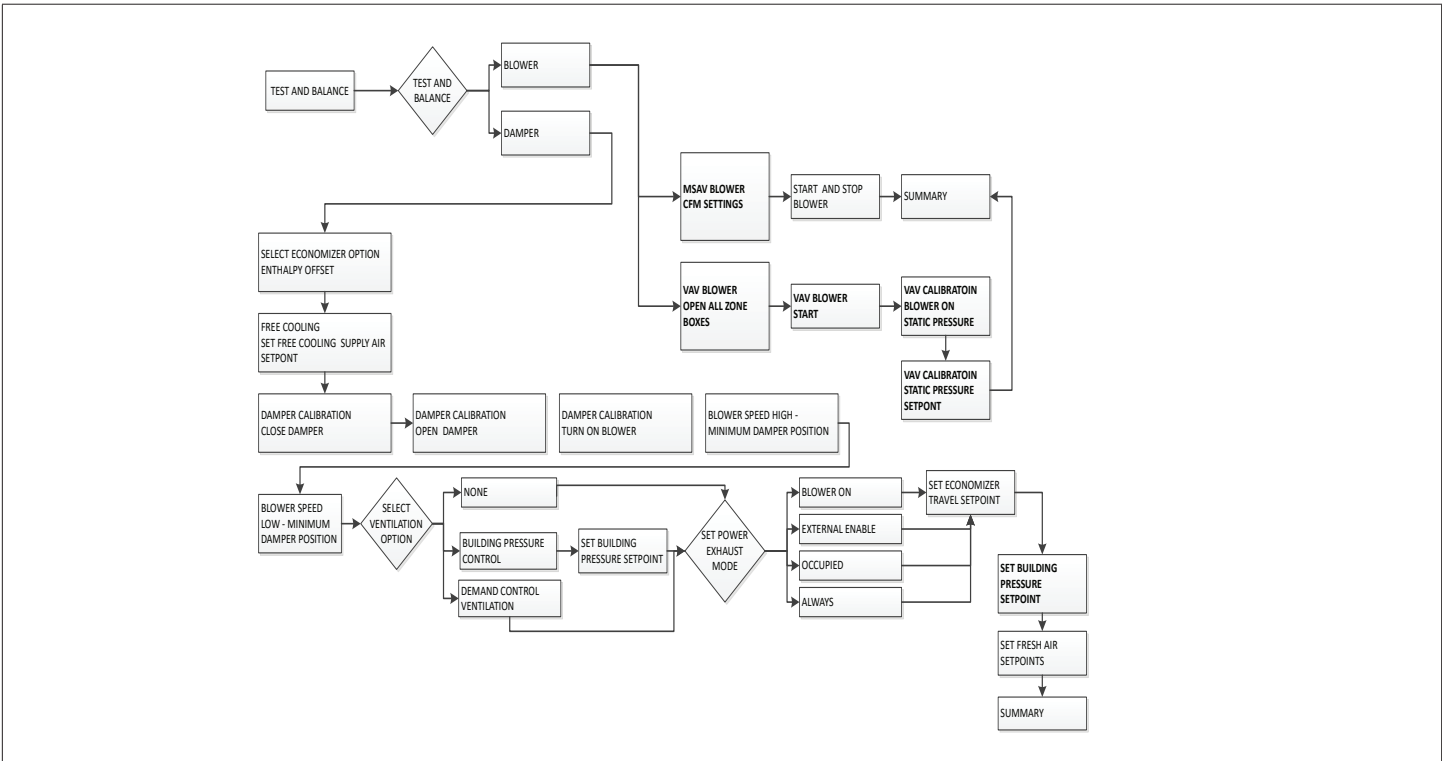 TEST AND BALANCE
TEST AND
BALANCE
BLOWER
DAMPER
MSAV BLOWER
CFM SETTINGS
START AND STOP
BLOWER
SUMMARY
VAV BLOWER
OPEN ALL ZONE
BOXES
VAV BLOWER
START
VAV CALIBRATOIN
BLOWER ON
STATIC PRESSURE
VAV CALIBRATOIN
STATIC PRESSURE
SETPONT
SELECT ECONOMIZER OPTION
ENTHALPY OFFSET
FREE COOLING
SET FREE COOLING SUPPLY AIR
SETPONT
DAMPER CALIBRATION
CLOSE DAMPER
DAMPER CALIBRATION
OPEN DAMPER
DAMPER CALIBRATION
TURN ON BLOWER
BLOWER SPEED HIGH -
MINIMUM DAMPER POSITION
BLOWER SPEED
LOW - MINIMUM
DAMPER POSITION
SELECT
VENTILATION
OPTION
NONE
BUILDING PRESSURE
CONTROL
SET BUILDING
PRESSURE SETPOINT
DEMAND CONTROL
VENTILATION
SET POWER
EXHAUST
MODE
BLOWER ON
EXTERNAL ENABLE
OCCUPIED
ALWAYS
SET ECONOMIZER
TRAVEL SETPOINT
SET BUILDING
PRESSURE
SETPOINT
SET FRESH AIR
SETPOINTS
SUMMARY